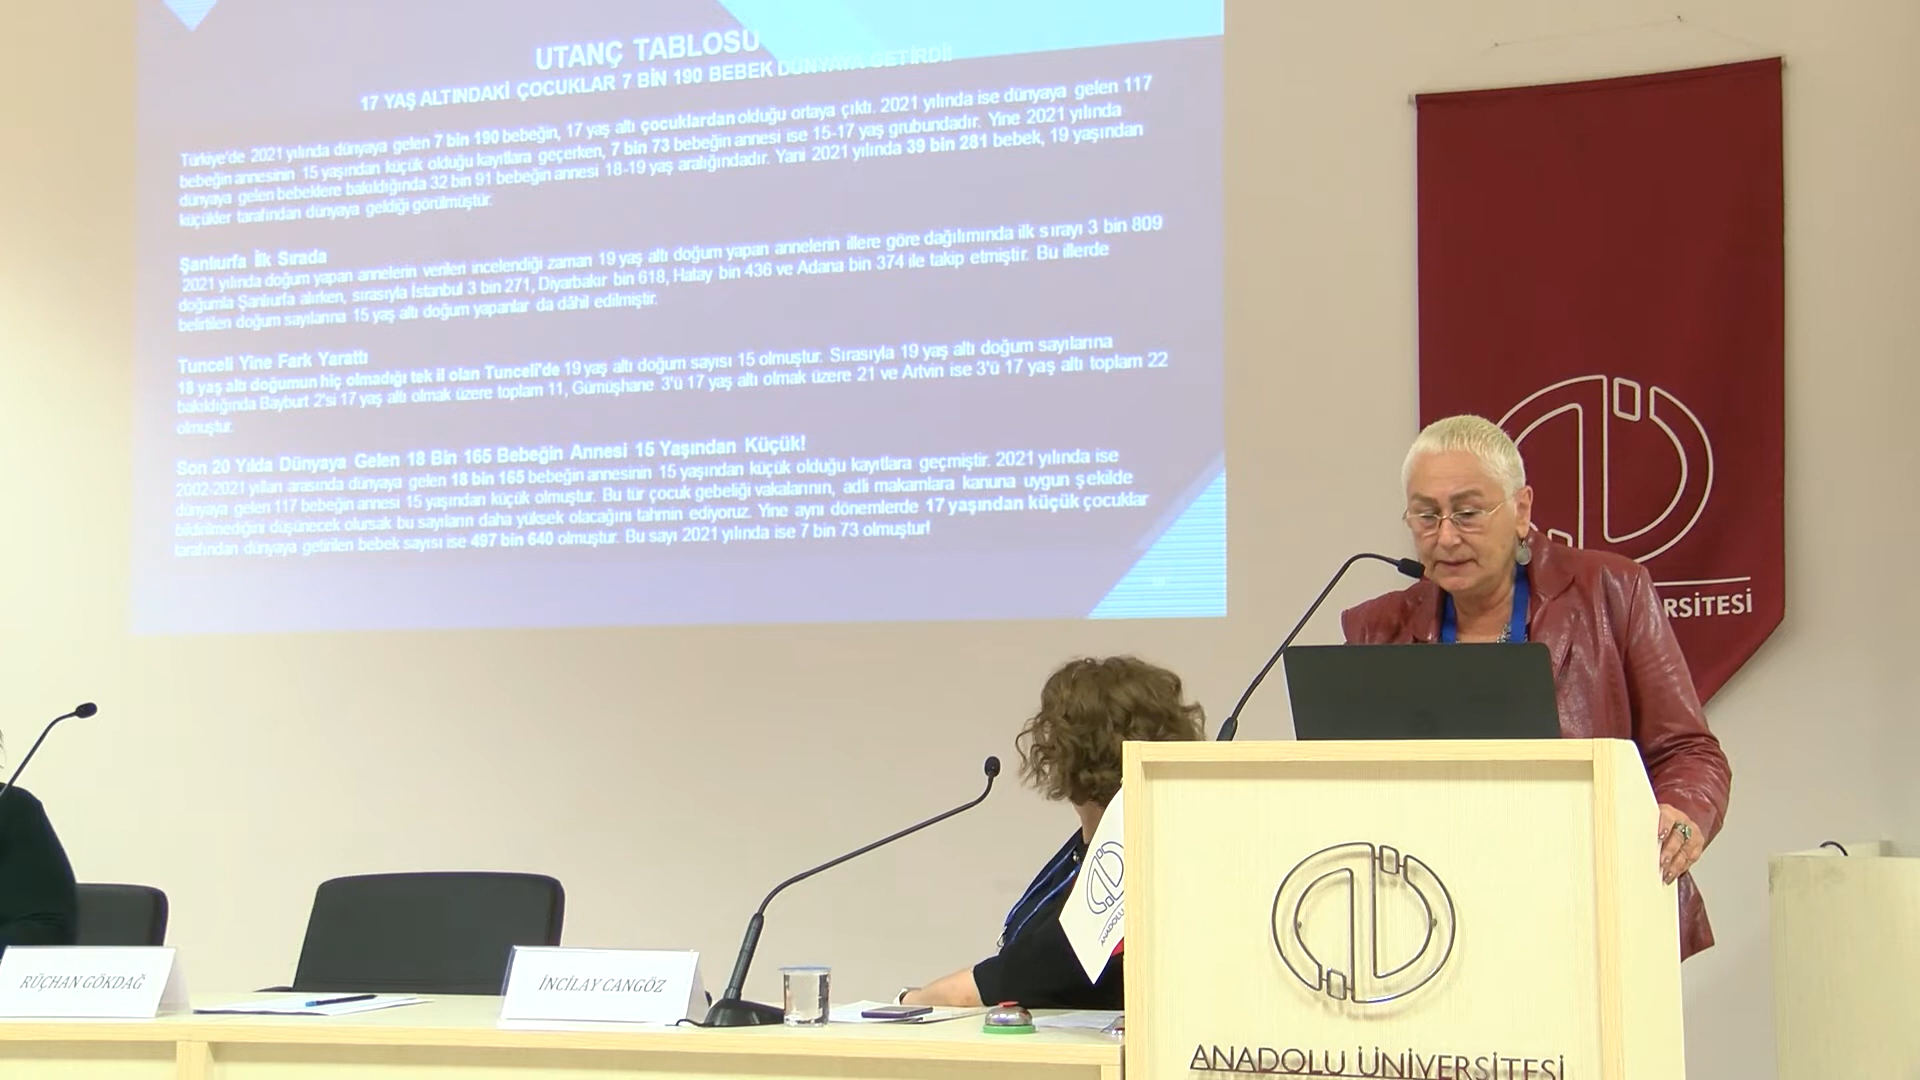 UTANÇ TABLOSU
17 YAŞ ALTINDAKİ ÇOCUKLAR 7 BİN 190 BEBEK DÜNYAYA GETİRDİ!
Türkiye'de 2021 yılında dünyaya gelen 7 bin 190 bebeğin, 17 yaş altı çocuklardan olduğu ortaya çıktı. 2021 yılında ise dünyaya gelen 117
bebeğin annesinin 15 yaşından küçük olduğu kayıtlara geçerken, 7 bin 73 bebeğin annesi ise 15-17 yaş grubundadır. Yine 2021 yılında
dünyaya gelen bebeklere bakıldığında 32 bin 91 bebeğin annesi 18-19 yaş aralığındadır. Yani 2021 yılında 39 bin 281 bebek, 19 yaşından
küçükler tarafından dünyaya geldiği görülmüştür.
Şanlıurfa İlk Sırada
2021 yılında doğum yapan annelerin verileri incelendiği zaman 19 yaş altı doğum yapan annelerin illere göre dağılımında ilk sırayı 3 bin 809
doğumla Şanlıurfa alırken, sırasıyla İstanbul 3 bin 271, Diyarbakır bin 618, Hatay bin 436 ve Adana bin 374 ile takip etmiştir. Bu illerde
belirtilen doğum sayılarına 15 yaş altı doğum yapanlar da dâhil edilmiştir.
Tunceli Yine Fark Yarattı
18 yaş altı doğumun hiç olmadığı tek il olan Tunceli'de 19 yaş altı doğum sayısı 15 olmuştur. Sırasıyla 19 yaş altı doğum sayılarına
bakıldığında Bayburt 2'si 17 yaş altı olmak üzere toplam 11, Gümüşhane 3'ü 17 yaş altı olmak üzere 21 ve Artvin ise 3'ü 17 yaş altı toplam 22
olmuştur.
Son 20 Yılda Dünyaya Gelen 18 Bin 165 Bebeğin Annesi 15 Yaşından Küçük!
2002-2021 yılları arasında dünyaya gelen 18 bin 165 bebeğin annesinin 15 yaşından küçük olduğu kayıtlara geçmiştir. 2021 yılında ise
dünyaya gelen 117 bebeğin annesi 15 yaşından küçük olmuştur. Bu tür çocuk gebeliği vakalarının, adli makamlara kanuna uygun şekilde
bildirilmediğini düşünecek olursak bu sayıların daha yüksek olacağını tahmin ediyoruz. Yine aynı dönemlerde 17 yaşından küçük çocuklar
tarafından dünyaya getirilen bebek sayısı ise 497 bin 640 olmuştur. Bu sayı 2021 yılında ise 7 bin 73 olmuştur!
RSİTESİ
RÜÇHAN GÖKDAĞ
İNCİLAY CANGÖZ
ANADOLU
ANADOLU ÜNİVERSİTESİ